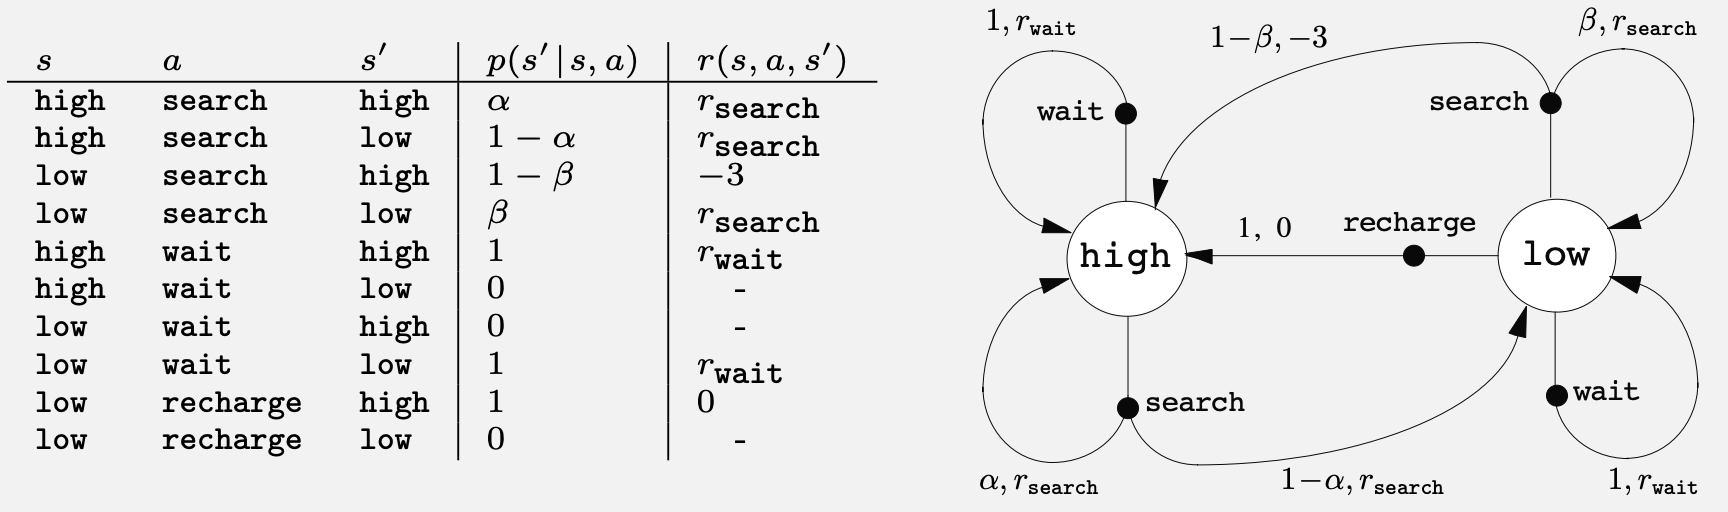 s a s′ p(s′ | s, a) r(s, a, s′)
high search high α r_search
high search low 1 − α r_search
low search high 1 − β −3
low search low β r_search
high wait high 1 r_wait
high wait low 0 -
low wait high 0 -
low wait low 1 r_wait
low recharge high 1 0
low recharge low 0 -
1, r_wait
1−β, −3
β, r_search
wait
search
1, 0
recharge
high
low
search
wait
α, r_search
1−α, r_search
1, r_wait